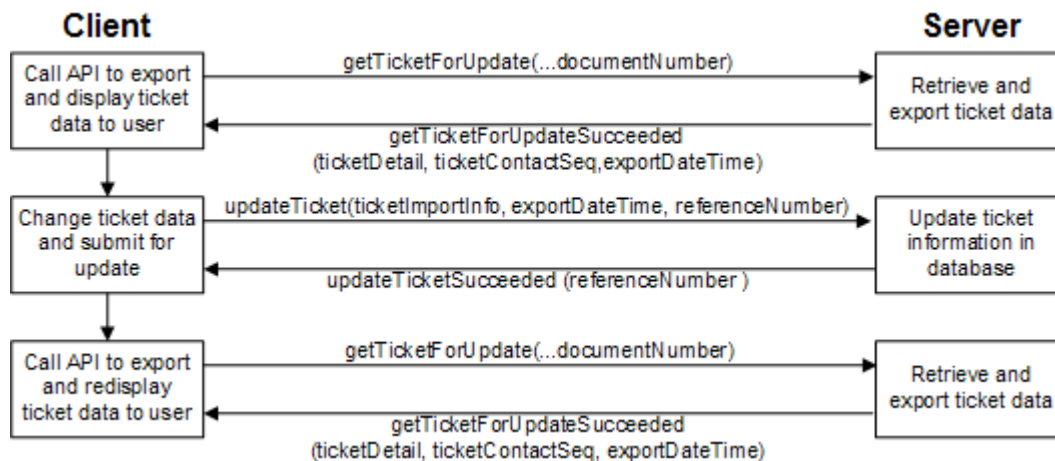 Client
Server
Call API to export
and display ticket
data to user
getTicketForUpdate(...documentNumber)
Retrieve and
export ticket data
getTicketForUpdateSucceeded
(ticketDetail, ticketContactSeq,exportDateTime)
Change ticket data
and submit for
update
updateTicket(ticketImportInfo, exportDateTime, referenceNumber)
Update ticket
information in
database
updateTicketSucceeded (referenceNumber )
Call API to export
and redisplay
ticket data to user
getTicketForUpdate(...documentNumber)
Retrieve and
export ticket data
getTicketForUpdateSucceeded
(ticketDetail, ticketContactSeq, exportDateTime)